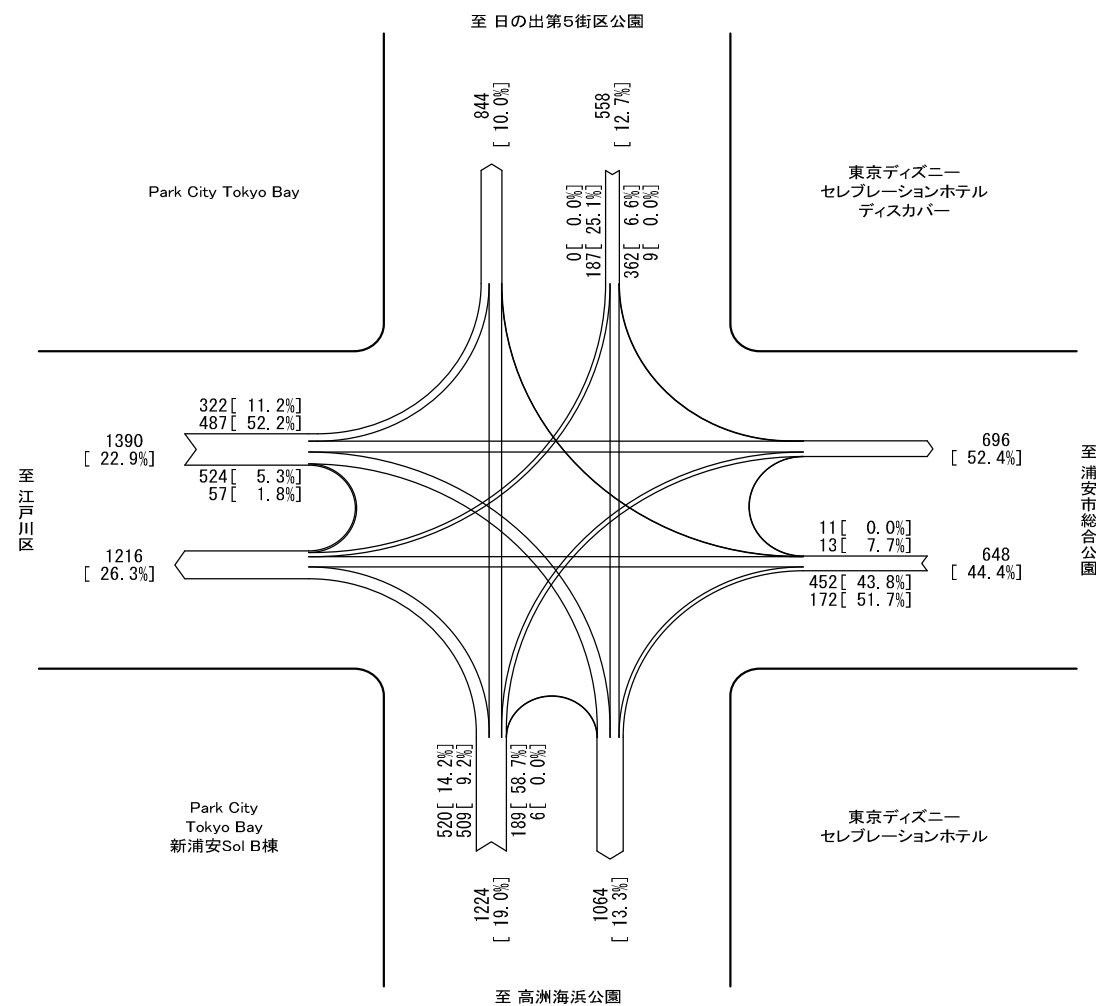 至 日の出第5街区公園
844
[ 10.0%]
558
[ 12.7%]
Park City Tokyo Bay
東京ディズニー
セレブレーションホテル
ディスカバー
0[ 0.0%]
187[ 25.1%]
362[ 6.6%]
9[ 0.0%]
322[ 11.2%]
487[ 52.2%]
1390
[ 22.9%]
524[ 5.3%]
57[ 1.8%]
至 江戸川区
1216
[ 26.3%]
696
[ 52.4%]
至 浦安市総合公園
11[ 0.0%]
13[ 7.7%]
648
[ 44.4%]
452[ 43.8%]
172[ 51.7%]
520[ 14.2%]
509[ 9.2%]
189[ 58.7%]
6[ 0.0%]
Park City
Tokyo Bay
新浦安Sol B棟
東京ディズニー
セレブレーションホテル
1224
[ 19.0%]
1064
[ 13.3%]
至 高洲海浜公園